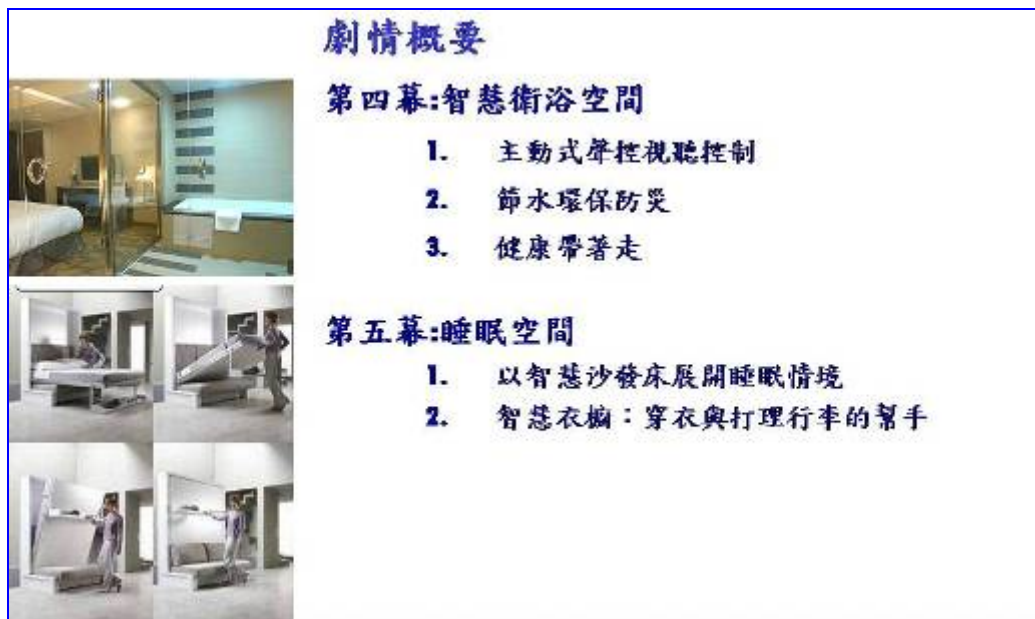 劇情概要
第四幕:智慧衛浴空間
1. 主動式聲控視聽控制
2. 節水環保防災
3. 健康帶著走
第五幕:睡眠空間
1. 以智慧沙發床展開睡眠情境
2. 智慧衣櫥：穿衣與打理行李的幫手